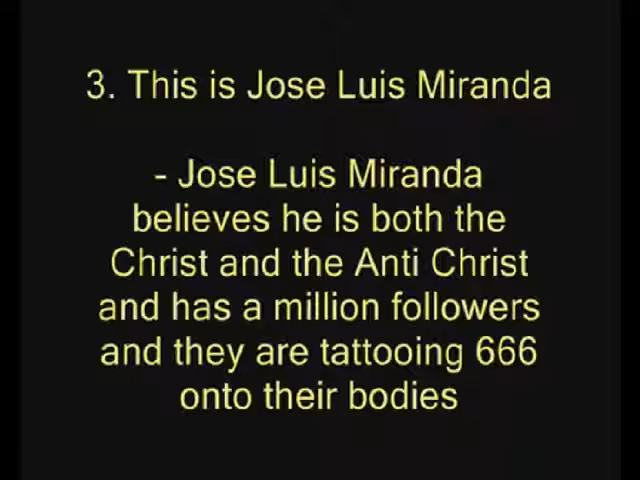 3. This is Jose Luis Miranda
- Jose Luis Miranda
believes he is both the
Christ and the Anti Christ
and has a million followers
and they are tattooing 666
onto their bodies